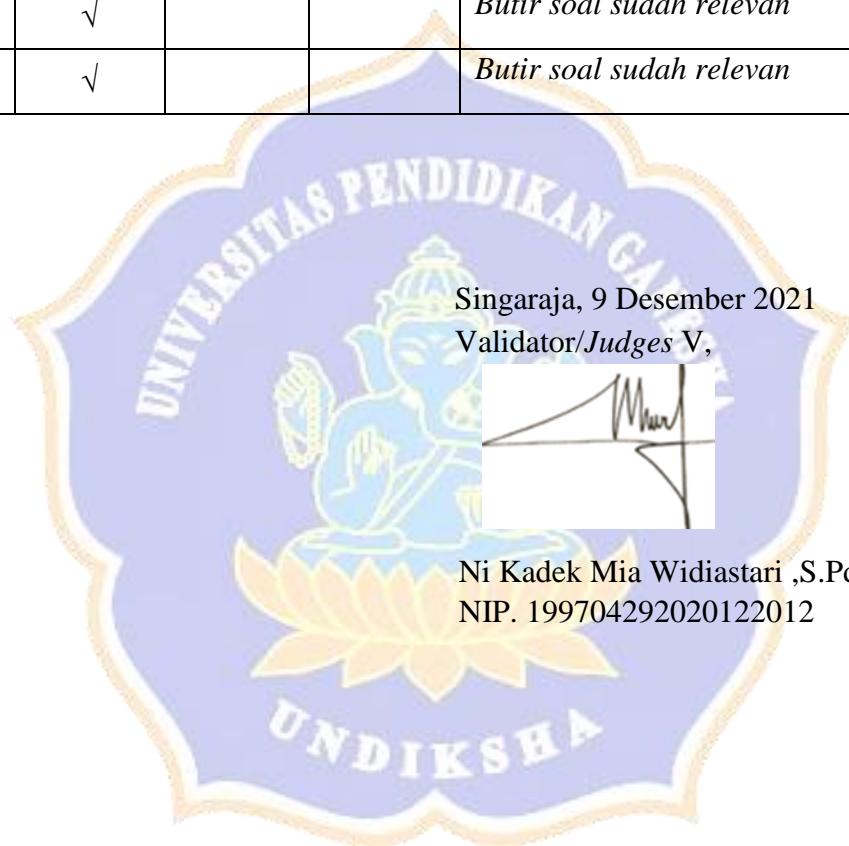 √ Butir soal sudah relevan
√ Butir soal sudah relevan
UNIVERSITAS PENDIDIKAN GANESHA
Singaraja, 9 Desember 2021
Validator/Judges V,
Ni Kadek Mia Widiastari ,S.Pd
NIP. 199704292020122012
UNDIKSHA